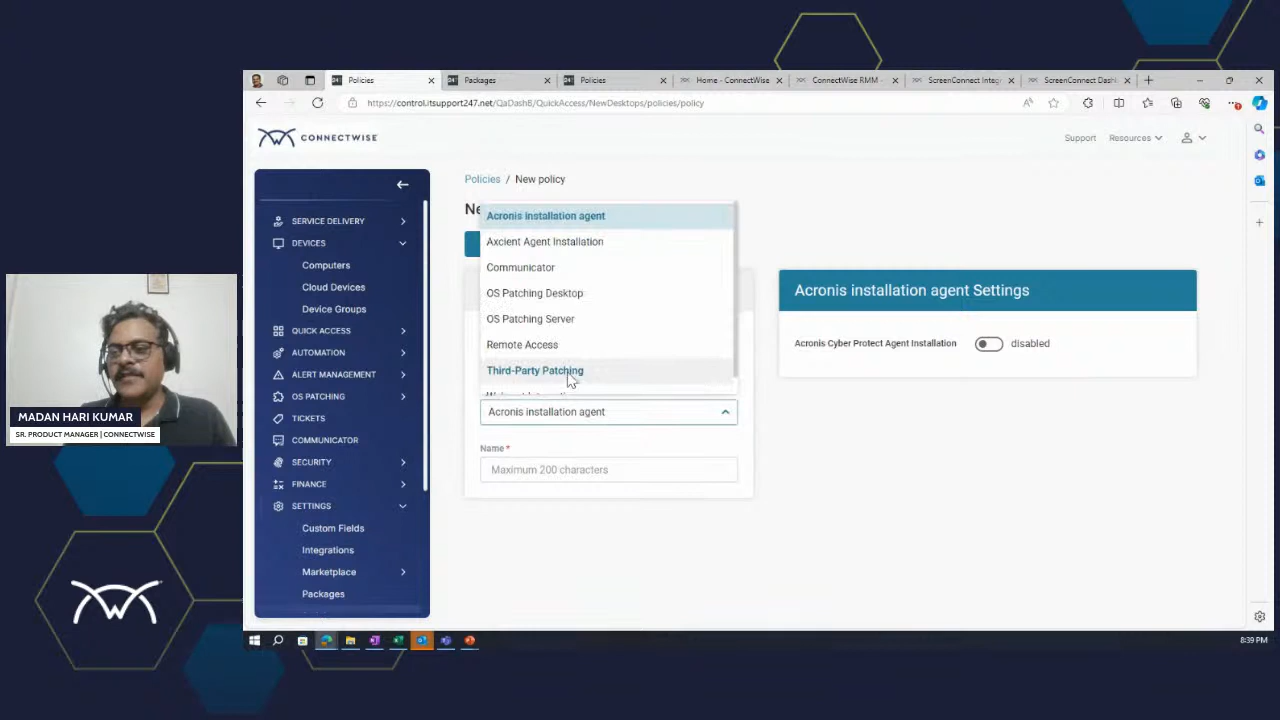 Policies
Packages
Policies
Home - ConnectWise
ConnectWise RMM -
ScreenConnect Integ
ScreenConnect Dash
https://control.itsupport247.net/QaDashB/QuickAccess/NewDesktops/policies/policy
CONNECTWISE
Support
Resources
Policies / New policy
Ne
SERVICE DELIVERY
DEVICES
Computers
Cloud Devices
Device Groups
QUICK ACCESS
AUTOMATION
ALERT MANAGEMENT
OS PATCHING
TICKETS
COMMUNICATOR
SECURITY
FINANCE
SETTINGS
Custom Fields
Integrations
Marketplace
Packages
Acronis installation agent
Axcient Agent Installation
Communicator
OS Patching Desktop
OS Patching Server
Remote Access
Third-Party Patching
Acronis installation agent
Name *
Maximum 200 characters
Acronis installation agent Settings
Acronis Cyber Protect Agent Installation
disabled
MADAN HARI KUMAR
SR. PRODUCT MANAGER | CONNECTWISE
8:39 PM